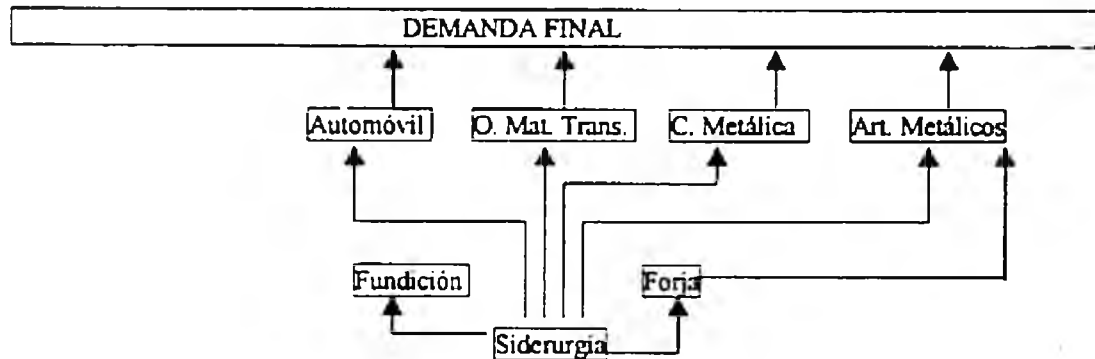 DEMANDA FINAL
Automóvil
O. Mat. Trans.
C. Metálica
Art. Metálicos
Fundición
Forja
Siderurgia